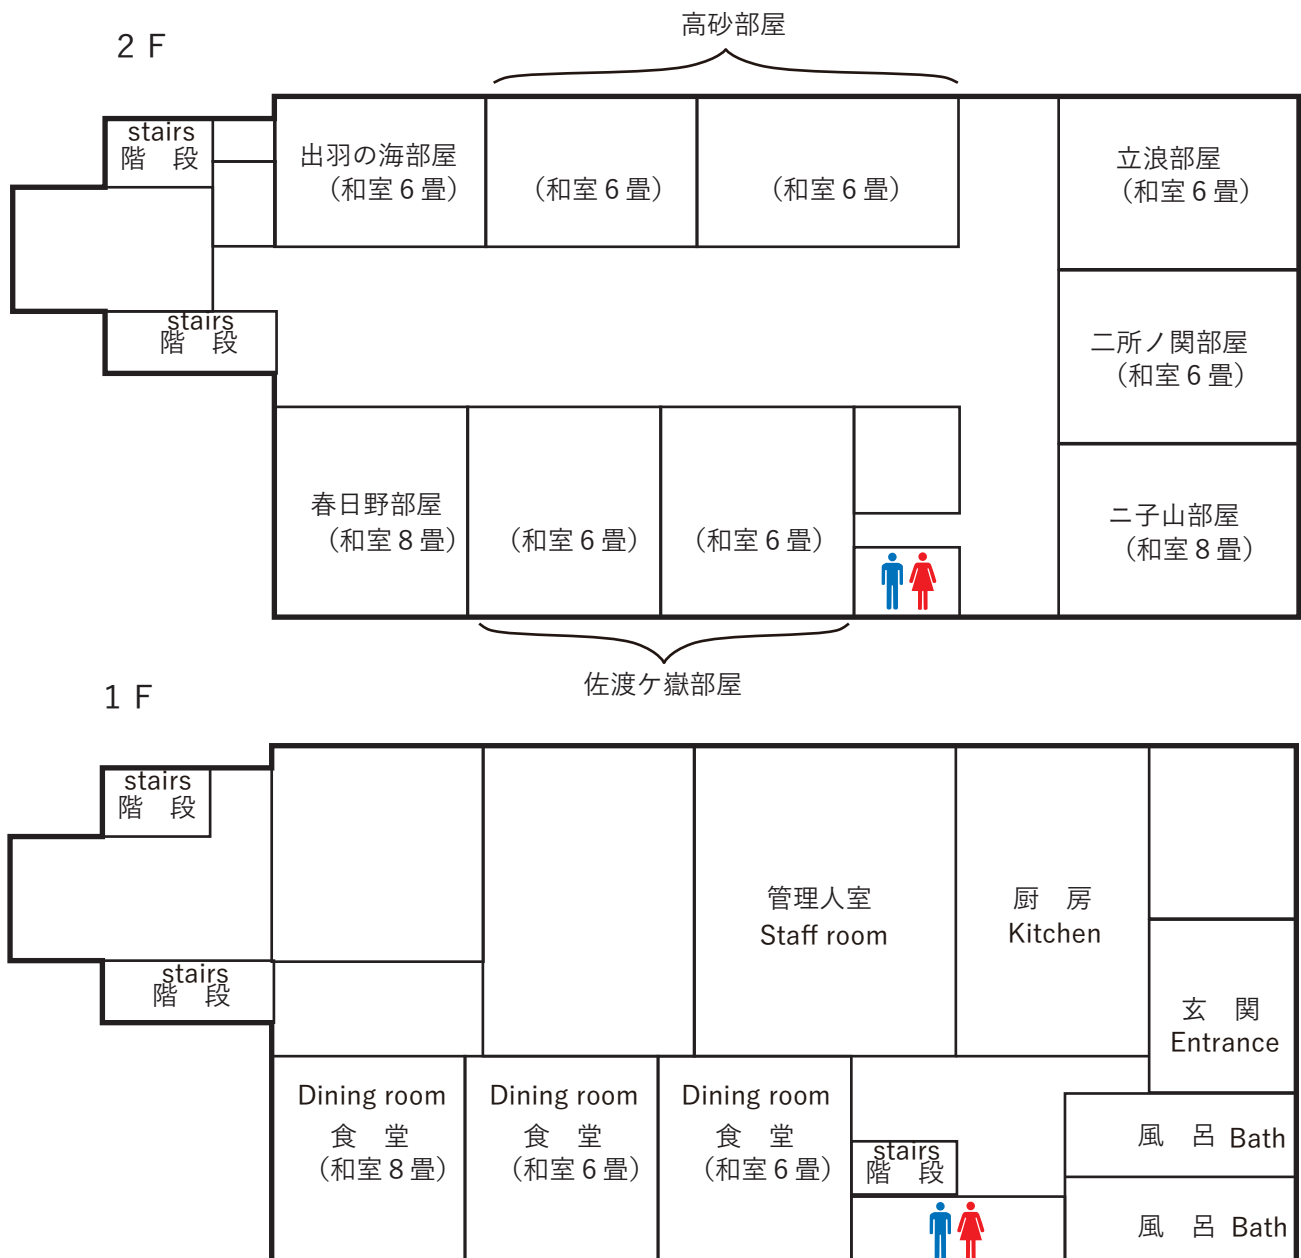 高砂部屋
2 F
stairs
階　段
出羽の海部屋
（和室 6 畳）
（和室 6 畳）
（和室 6 畳）
立浪部屋
（和室 6 畳）
stairs
階　段
二所ノ関部屋
（和室 6 畳）
春日野部屋
（和室 8 畳）
（和室 6 畳）
（和室 6 畳）
ニ子山部屋
（和室 8 畳）
佐渡ケ嶽部屋
1 F
stairs
階　段
管理人室
Staff room
厨　房
Kitchen
stairs
階　段
玄　関
Entrance
Dining room
食　堂
（和室 8 畳）
Dining room
食　堂
（和室 6 畳）
Dining room
食　堂
（和室 6 畳）
stairs
階　段
風　呂 Bath
風　呂 Bath